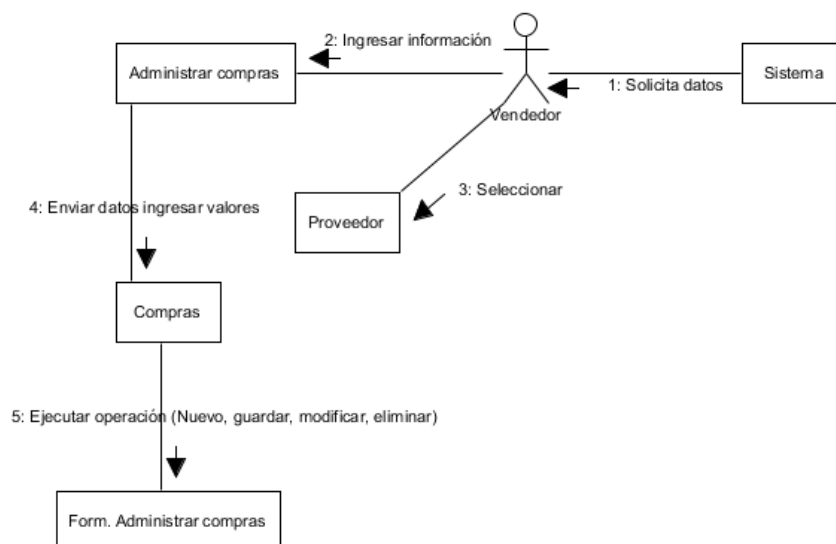 2: Ingresar información
Administrar compras
Sistema
1: Solicita datos
Vendedor
3: Seleccionar
4: Enviar datos ingresar valores
Proveedor
Compras
5: Ejecutar operación (Nuevo, guardar, modificar, eliminar)
Form. Administrar compras